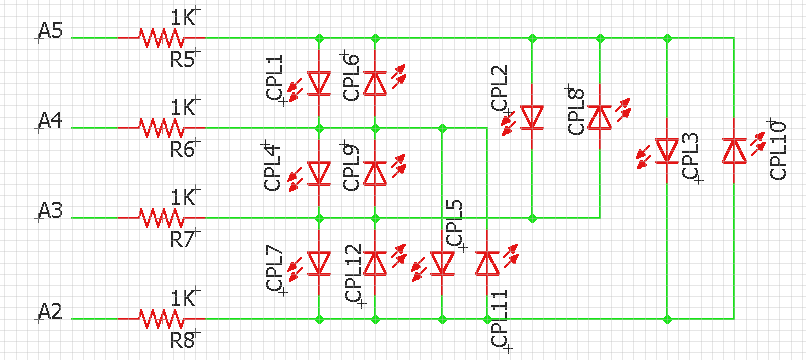 1K
A5
R5
CPL1
CPL6
CPL2
CPL8
1K
A4
R6
CPL4
CPL9
CPL3
CPL10
1K
A3
R7
CPL5
CPL7
CPL12
1K
A2
R8
CPL11